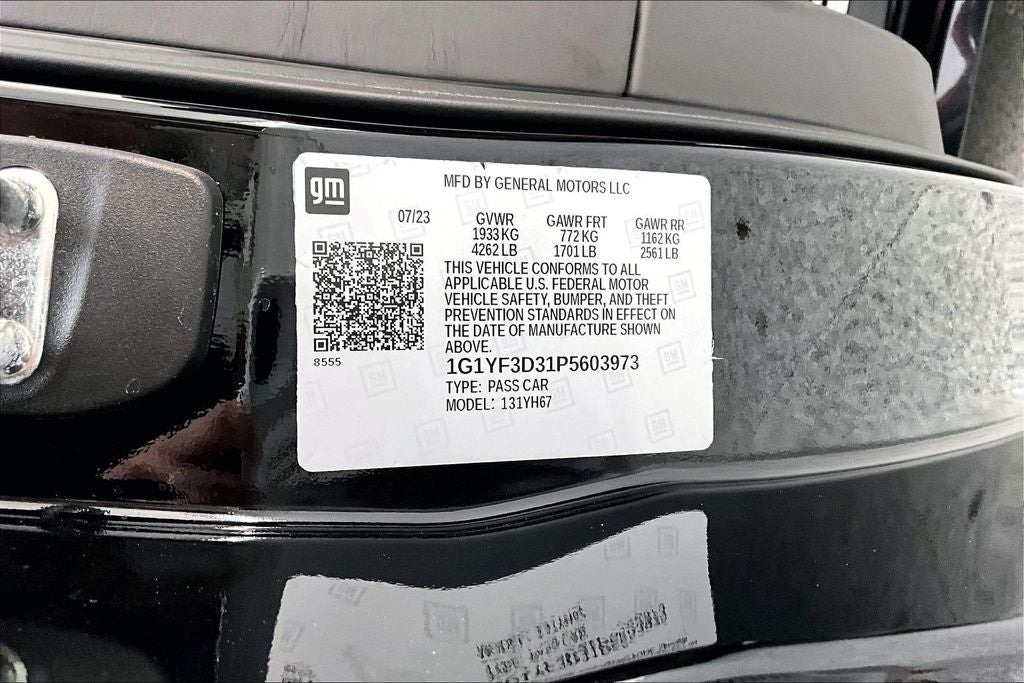 gm
MFD BY GENERAL MOTORS LLC
07/23 GVWR GAWR FRT GAWR RR
1933 KG 772 KG 1162 KG
4262 LB 1701 LB 2561 LB
THIS VEHICLE CONFORMS TO ALL
APPLICABLE U.S. FEDERAL MOTOR
VEHICLE SAFETY, BUMPER, AND THEFT
PREVENTION STANDARDS IN EFFECT ON
THE DATE OF MANUFACTURE SHOWN
ABOVE.
8555
1G1YF3D31P5603973
TYPE: PASS CAR
MODEL: 131YH67